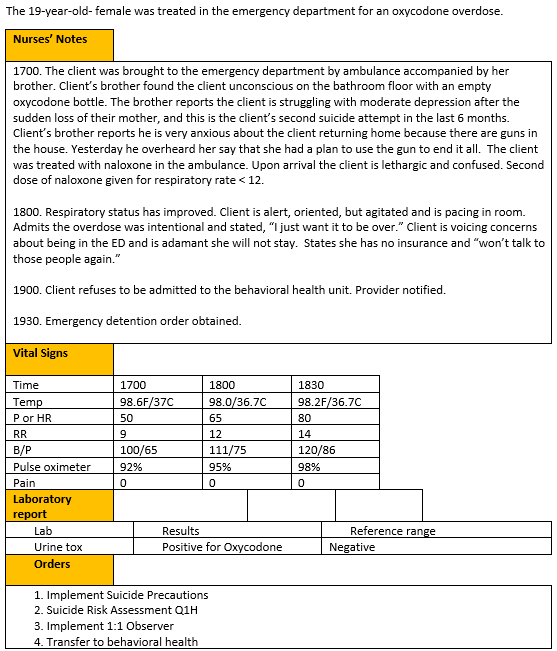 The 19-year-old- female was treated in the emergency department for an oxycodone overdose.
Nurses’ Notes
1700. The client was brought to the emergency department by ambulance accompanied by her
brother. Client’s brother found the client unconscious on the bathroom floor with an empty
oxycodone bottle. The brother reports the client is struggling with moderate depression after the
sudden loss of their mother, and this is the client’s second suicide attempt in the last 6 months.
Client’s brother reports he is very anxious about the client returning home because there are guns in
the house. Yesterday he overheard her say that she had a plan to use the gun to end it all.  The client
was treated with naloxone in the ambulance. Upon arrival the client is lethargic and confused. Second
dose of naloxone given for respiratory rate < 12.
1800. Respiratory status has improved. Client is alert, oriented, but agitated and is pacing in room.
Admits the overdose was intentional and stated, “I just want it to be over.” Client is voicing concerns
about being in the ED and is adamant she will not stay.  States she has no insurance and “won’t talk to
those people again.”
1900. Client refuses to be admitted to the behavioral health unit. Provider notified.
1930. Emergency detention order obtained.
Vital Signs
Time 1700 1800 1830
Temp 98.6F/37C 98.0/36.7C 98.2F/36.7C
P or HR 50 65 80
RR 9 12 14
B/P 100/65 111/75 120/86
Pulse oximeter 92% 95% 98%
Pain 0 0 0
Laboratory
report
Lab Results Reference range
Urine tox Positive for Oxycodone Negative
Orders
1. Implement Suicide Precautions
2. Suicide Risk Assessment Q1H
3. Implement 1:1 Observer
4. Transfer to behavioral health